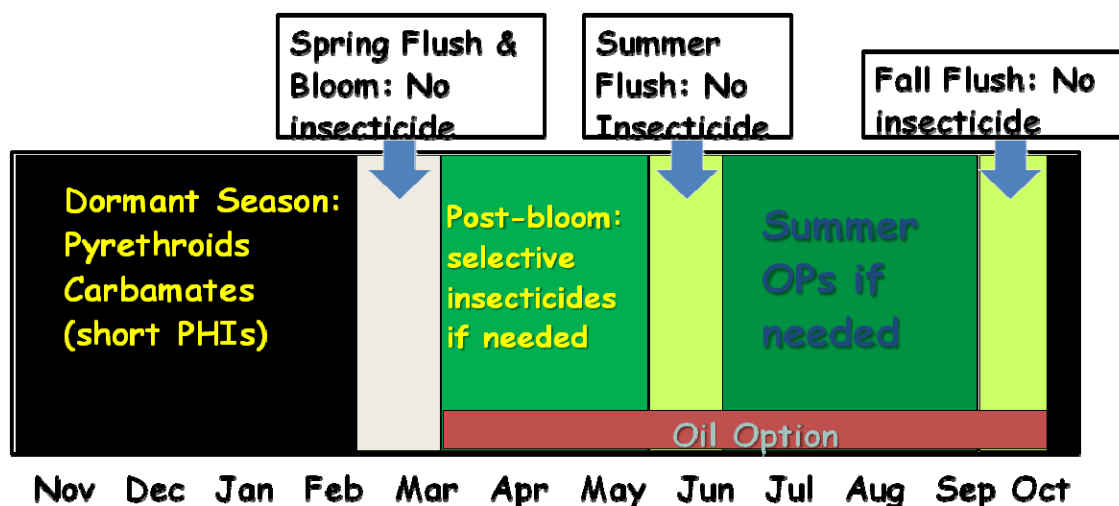 Spring Flush &
Bloom: No
insecticide
Summer
Flush: No
Insecticide
Fall Flush: No
insecticide
Dormant Season:
Pyrethroids
Carbamates
(short PHIs)
Post-bloom:
selective
insecticides
if needed
Summer
OPs if
needed
Oil Option
Nov Dec Jan Feb Mar Apr May Jun Jul Aug Sep Oct